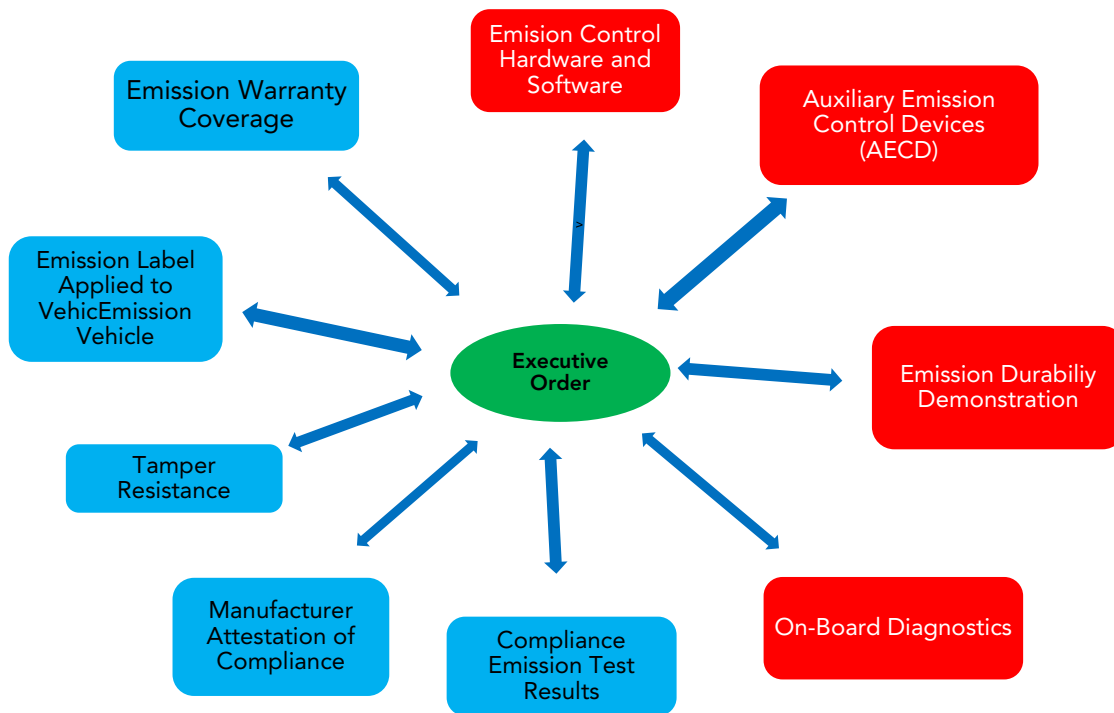 Emision Control
Hardware and
Software
Emission Warranty
Coverage
Auxiliary Emission
Control Devices
(AECD)
Emission Label
Applied to
VehicEmission
Vehicle
>
Executive
Order
Emission Durabiliy
Demonstration
Tamper
Resistance
Manufacturer
Attestation of
Compliance
Compliance
Emission Test
Results
On-Board Diagnostics